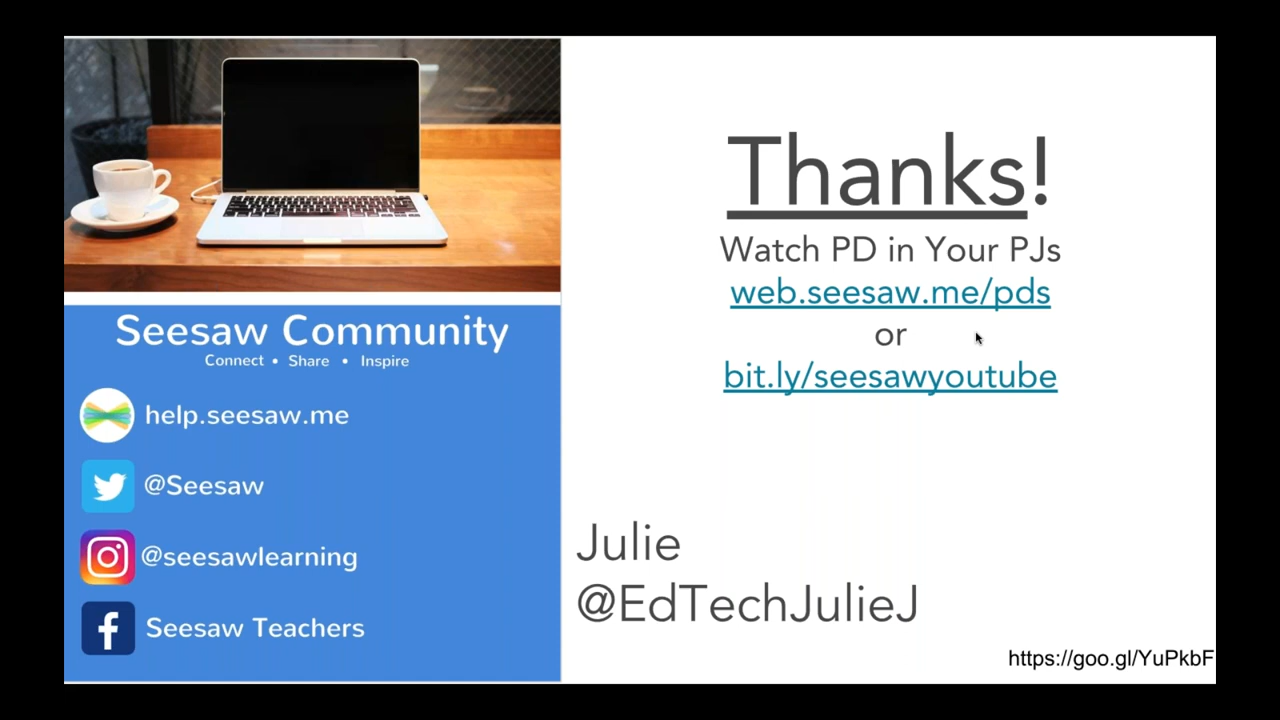 Seesaw Community
Connect • Share • Inspire
help.seesaw.me
@Seesaw
@seesawlearning
Seesaw Teachers
Thanks!
Watch PD in Your PJs
web.seesaw.me/pds
or
bit.ly/seesawyoutube
Julie
@EdTechJulieJ
https://goo.gl/YuPkbF